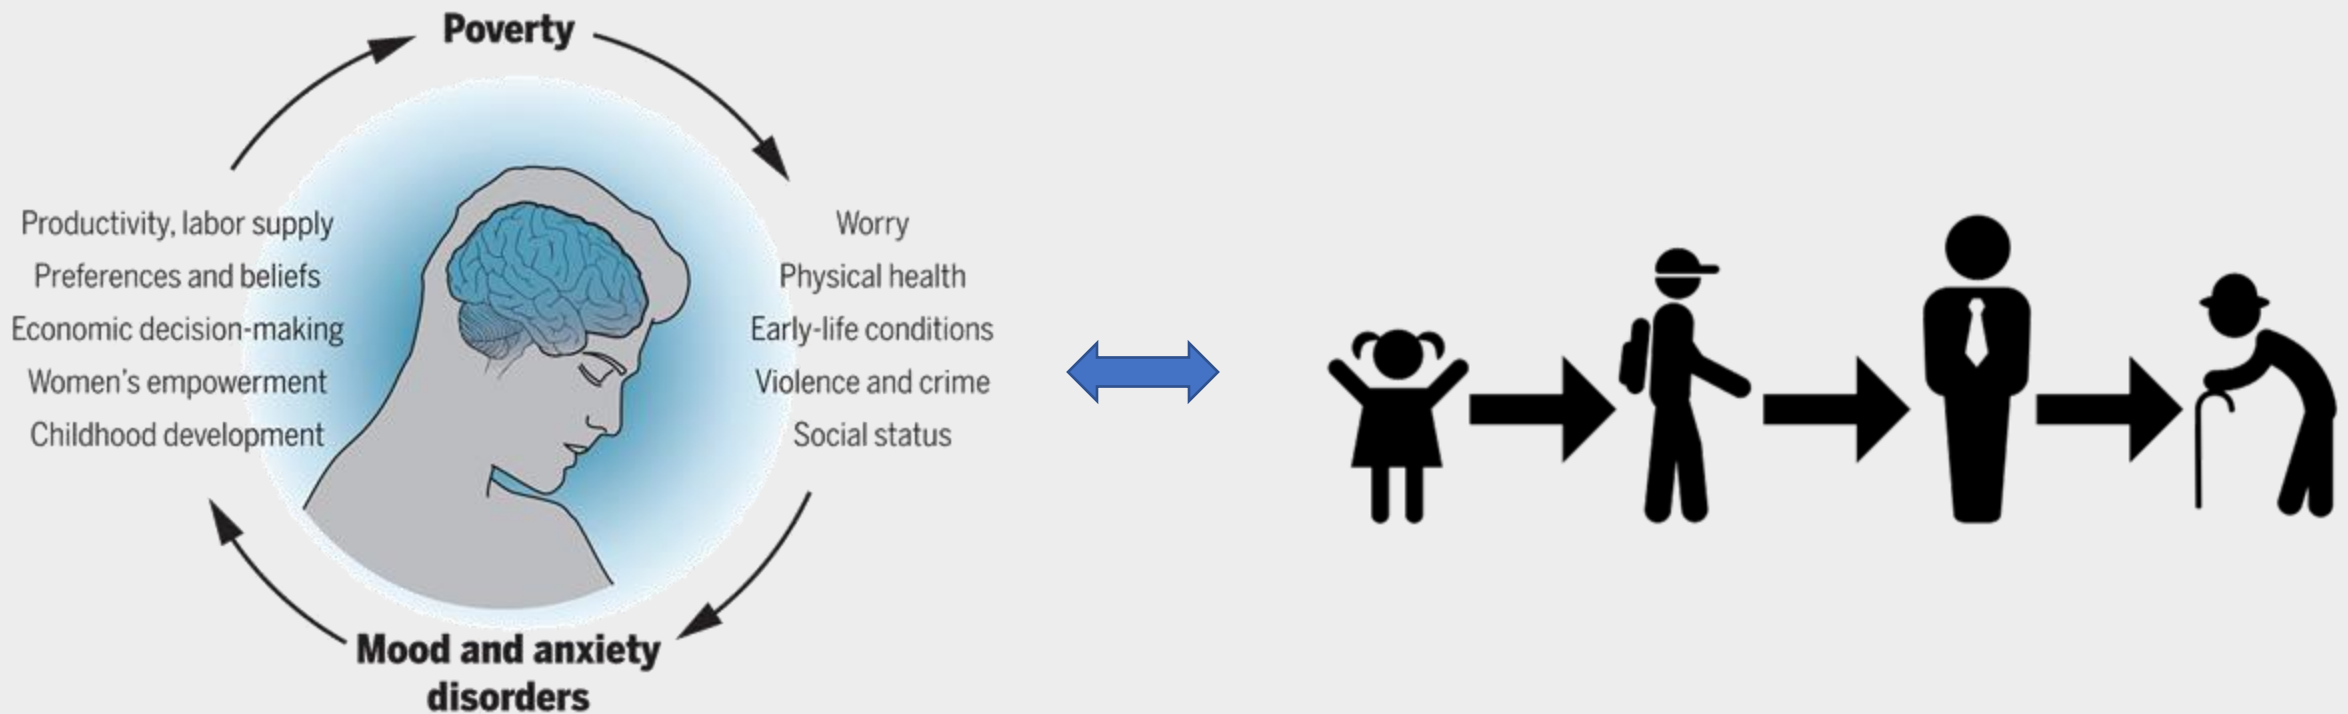 Poverty
Productivity, labor supply
Preferences and beliefs
Economic decision-making
Women's empowerment
Childhood development
Worry
Physical health
Early-life conditions
Violence and crime
Social status
Mood and anxiety
disorders